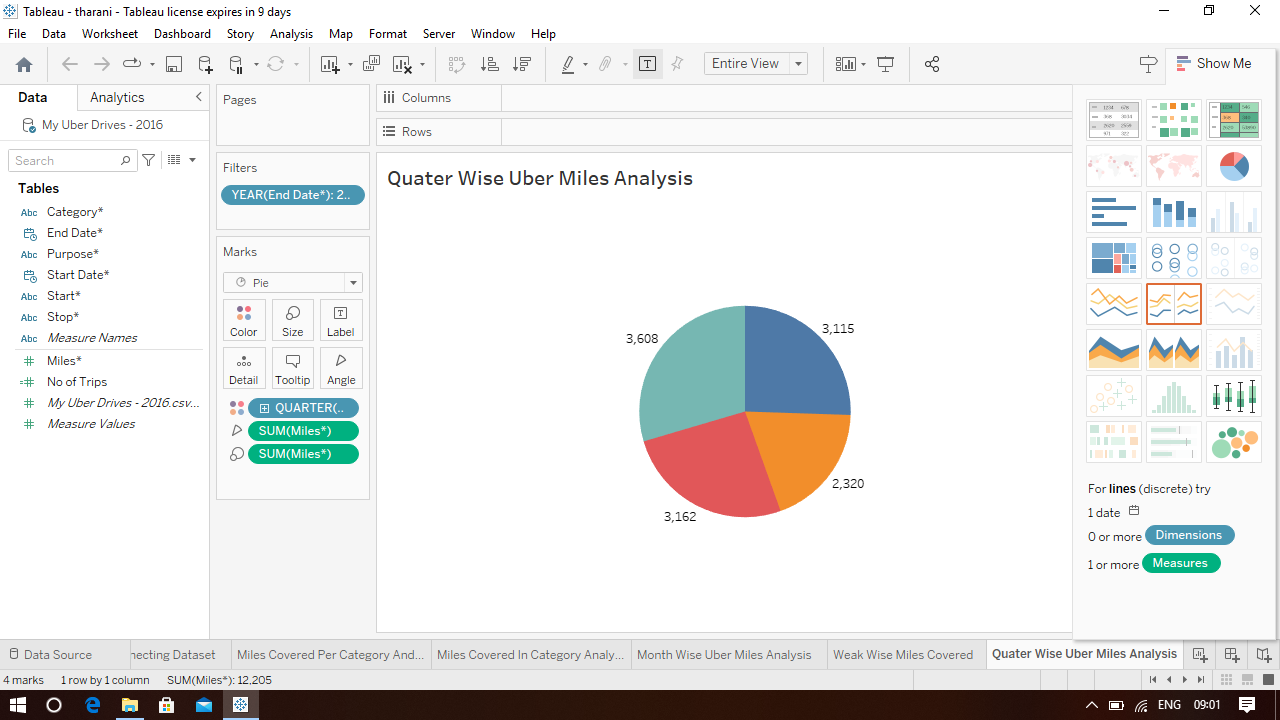 Tableau - tharani - Tableau license expires in 9 days
File Data Worksheet Dashboard Story Analysis Map Format Server Window Help
Entire View
Show Me
Data Analytics
My Uber Drives - 2016
Search
Tables
Abc Category*
End Date*
Abc Purpose*
Start Date*
Abc Start*
Abc Stop*
Abc Measure Names
Miles*
No of Trips
My Uber Drives - 2016.csv...
Measure Values
Pages
Filters
YEAR(End Date*): 2..
Marks
Pie
Color Size Label
Detail Tooltip Angle
QUARTER(..
SUM(Miles*)
SUM(Miles*)
Columns
Rows
Quater Wise Uber Miles Analysis
3,608
3,115
2,320
3,162
For lines (discrete) try
1 date
0 or more Dimensions
1 or more Measures
Data Source
necting Dataset
Miles Covered Per Category And...
Miles Covered In Category Analy...
Month Wise Uber Miles Analysis
Weak Wise Miles Covered
Quater Wise Uber Miles Analysis
4 marks 1 row by 1 column SUM(Miles*): 12,205
ENG 09:01